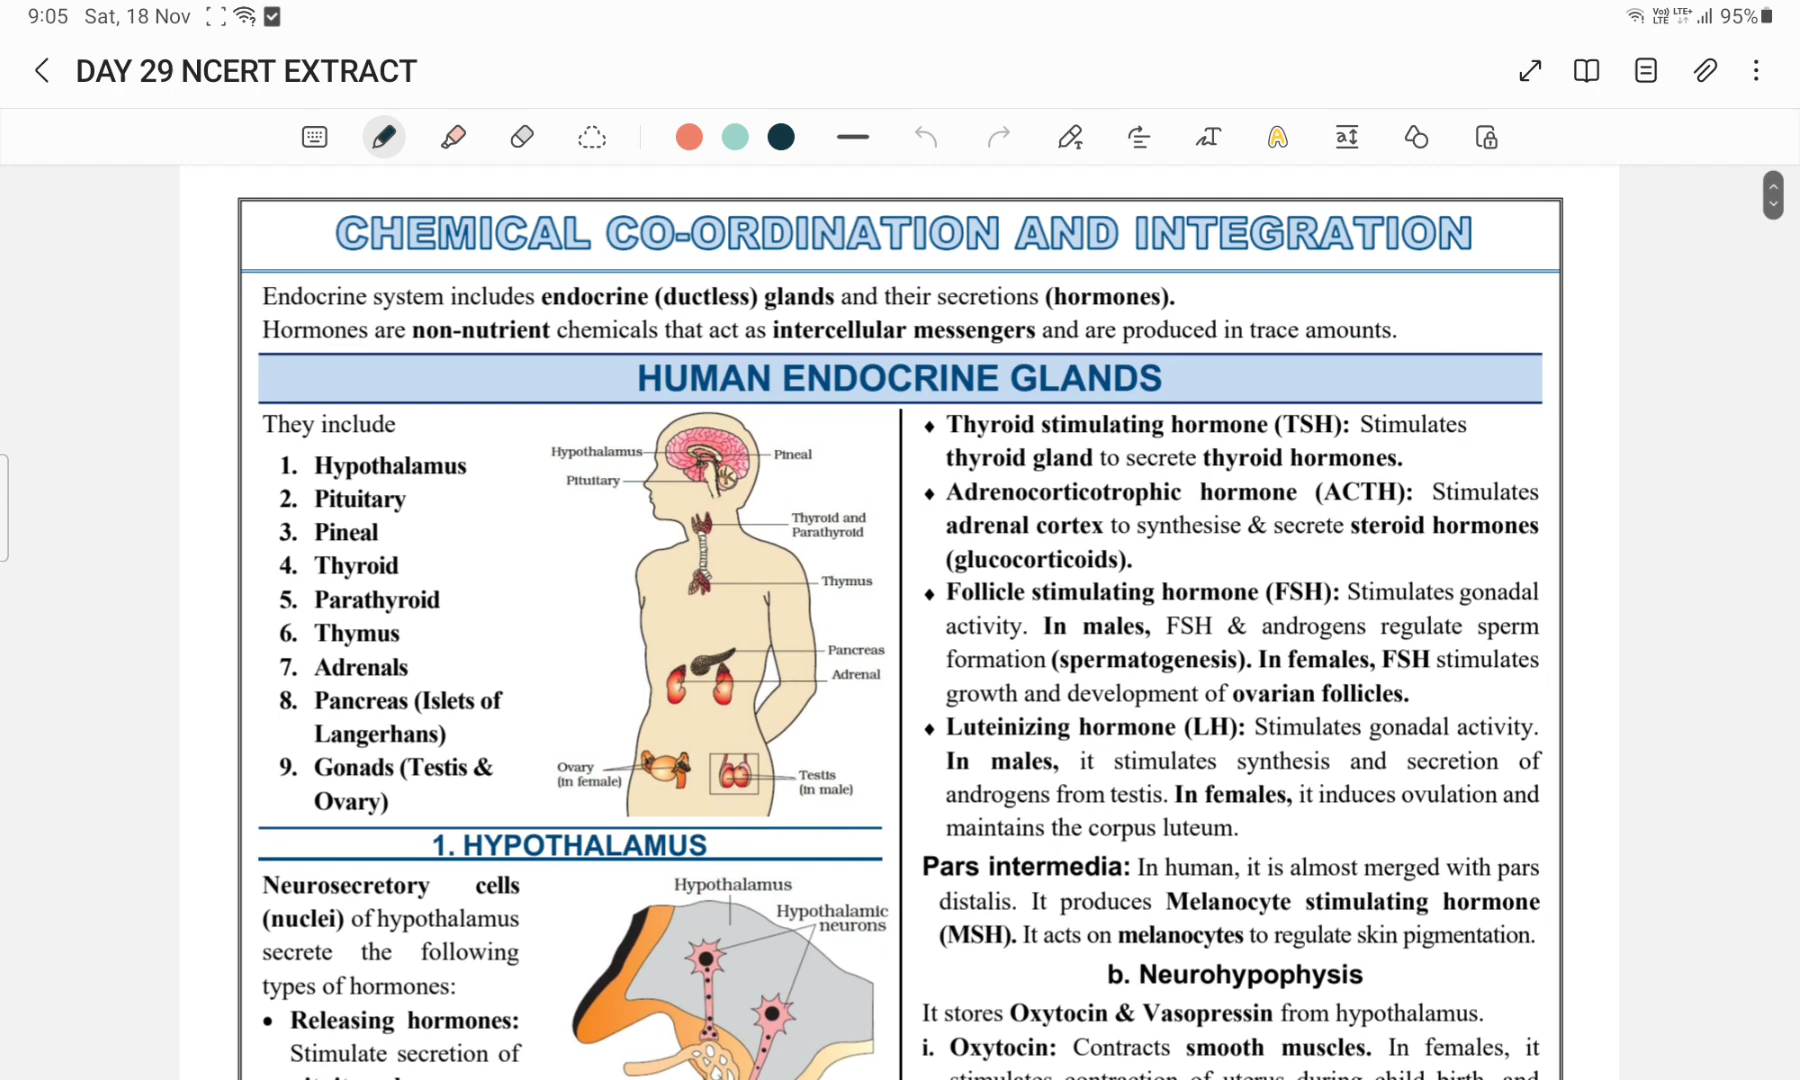 9:05 Sat, 18 Nov
Vo)) LTE+
LTE
95%
DAY 29 NCERT EXTRACT
CHEMICAL CO-ORDINATION AND INTEGRATION
Endocrine system includes endocrine (ductless) glands and their secretions (hormones).
Hormones are non-nutrient chemicals that act as intercellular messengers and are produced in trace amounts.
HUMAN ENDOCRINE GLANDS
They include
1. Hypothalamus
2. Pituitary
3. Pineal
4. Thyroid
5. Parathyroid
6. Thymus
7. Adrenals
8. Pancreas (Islets of
Langerhans)
9. Gonads (Testis &
Ovary)
Hypothalamus
Pineal
Pituitary
Thyroid and
Parathyroid
Thymus
Pancreas
Adrenal
Ovary
(in female)
Testis
(in male)
1. HYPOTHALAMUS
Neurosecretory cells
(nuclei) of hypothalamus
secrete the following
types of hormones:
• Releasing hormones:
Stimulate secretion of
Hypothalamus
Hypothalamic
neurons
♦ Thyroid stimulating hormone (TSH): Stimulates
thyroid gland to secrete thyroid hormones.
♦ Adrenocorticotrophic hormone (ACTH): Stimulates
adrenal cortex to synthesise & secrete steroid hormones
(glucocorticoids).
♦ Follicle stimulating hormone (FSH): Stimulates gonadal
activity. In males, FSH & androgens regulate sperm
formation (spermatogenesis). In females, FSH stimulates
growth and development of ovarian follicles.
♦ Luteinizing hormone (LH): Stimulates gonadal activity.
In males, it stimulates synthesis and secretion of
androgens from testis. In females, it induces ovulation and
maintains the corpus luteum.
Pars intermedia: In human, it is almost merged with pars
distalis. It produces Melanocyte stimulating hormone
(MSH). It acts on melanocytes to regulate skin pigmentation.
b. Neurohypophysis
It stores Oxytocin & Vasopressin from hypothalamus.
i. Oxytocin: Contracts smooth muscles. In females, it
stimulates contraction of uterus during child birth, and